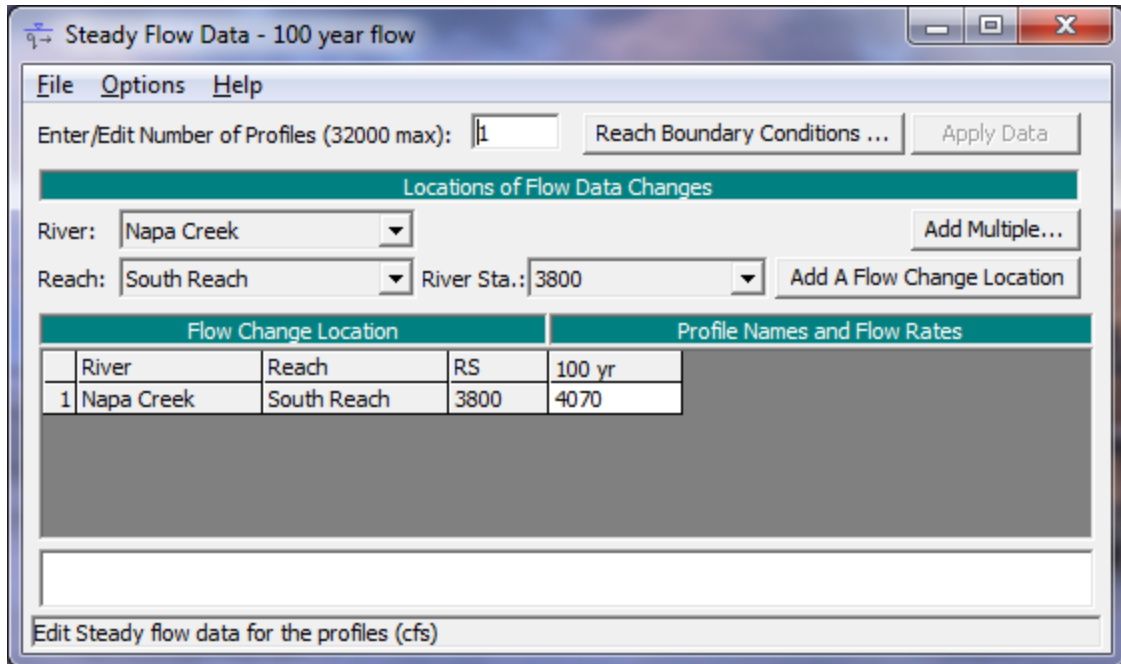 Steady Flow Data - 100 year flow
File Options Help
Enter/Edit Number of Profiles (32000 max): 1 Reach Boundary Conditions ... Apply Data
Locations of Flow Data Changes
River: Napa Creek Add Multiple...
Reach: South Reach River Sta.: 3800 Add A Flow Change Location
Flow Change Location Profile Names and Flow Rates
River Reach RS 100 yr
1 Napa Creek South Reach 3800 4070
Edit Steady flow data for the profiles (cfs)